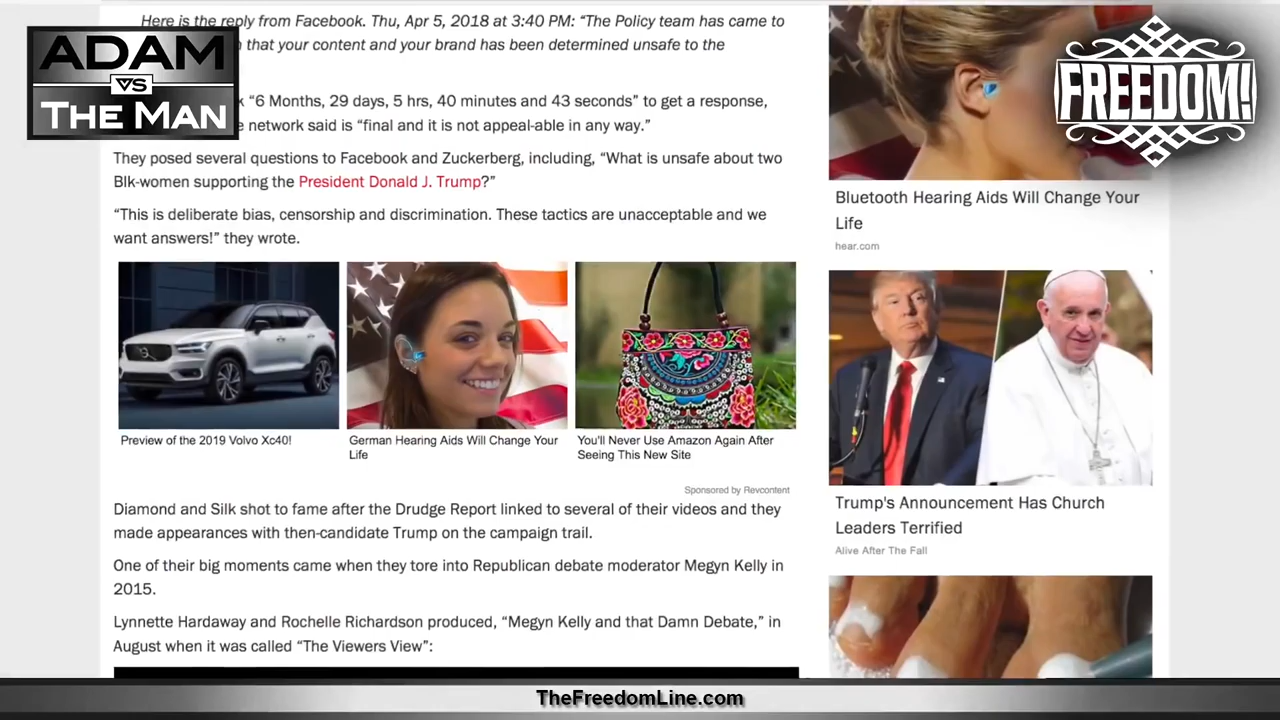 Here is the reply from Facebook. Thu, Apr 5, 2018 at 3:40 PM: “The Policy team has came to
that your content and your brand has been determined unsafe to the
ADAM
VS
THE MAN
FREEDOM!
“6 Months, 29 days, 5 hrs, 40 minutes and 43 seconds” to get a response,
network said is “final and it is not appeal-able in any way.”
They posed several questions to Facebook and Zuckerberg, including, “What is unsafe about two
Blk-women supporting the President Donald J. Trump?”
“This is deliberate bias, censorship and discrimination. These tactics are unacceptable and we
want answers!” they wrote.
Preview of the 2019 Volvo Xc40!
German Hearing Aids Will Change Your
Life
You'll Never Use Amazon Again After
Seeing This New Site
Sponsored by Revcontent
Diamond and Silk shot to fame after the Drudge Report linked to several of their videos and they
made appearances with then-candidate Trump on the campaign trail.
One of their big moments came when they tore into Republican debate moderator Megyn Kelly in
2015.
Lynnette Hardaway and Rochelle Richardson produced, “Megyn Kelly and that Damn Debate,” in
August when it was called “The Viewers View”:
Bluetooth Hearing Aids Will Change Your
Life
hear.com
Trump's Announcement Has Church
Leaders Terrified
Alive After The Fall
TheFreedomLine.com